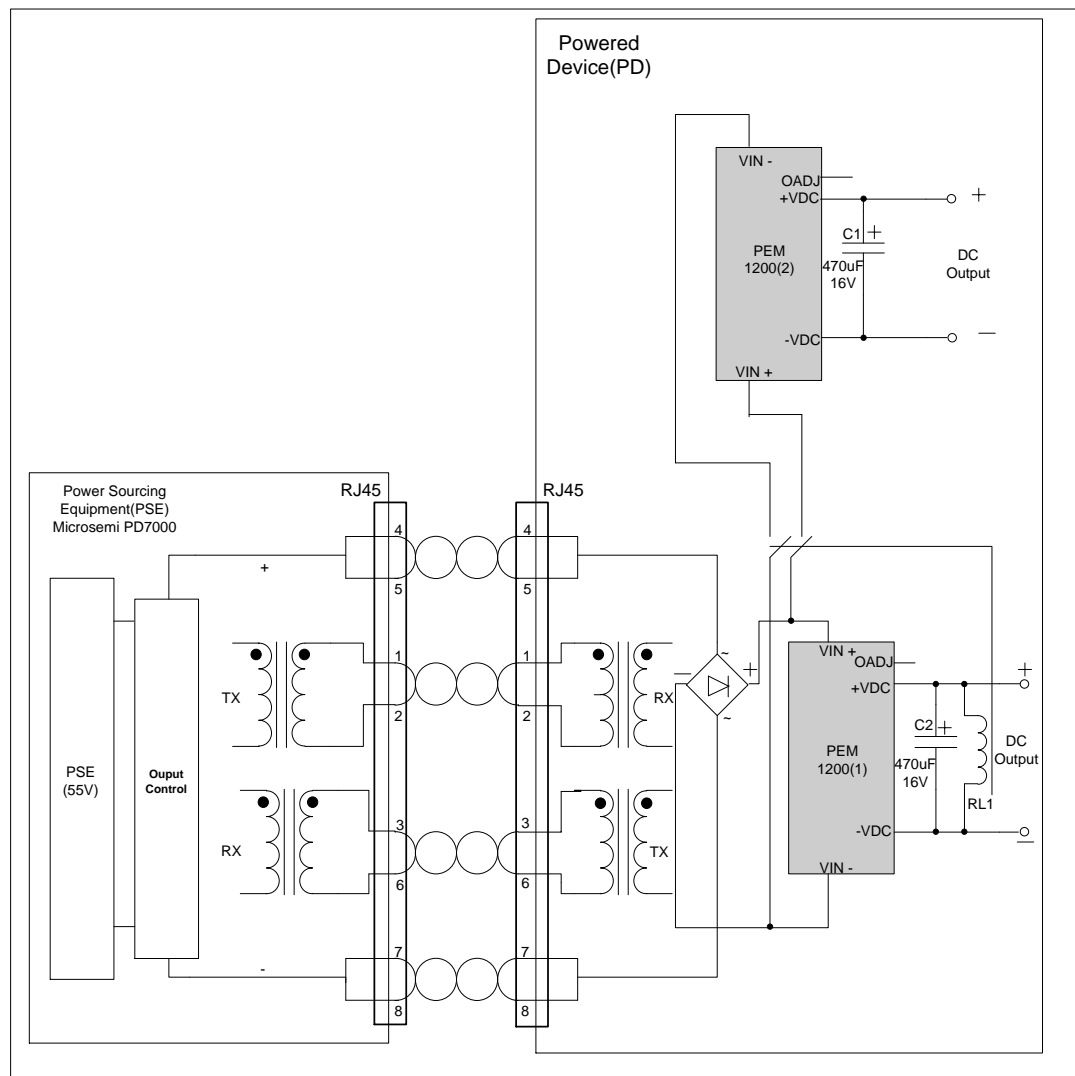 Powered
Device(PD)
VIN -
OADJ
+VDC
C1 +
PEM
1200(2)
470uF
16V
DC
Output
+
-VDC
—
VIN +
Power Sourcing
Equipment(PSE)
Microsemi PD7000
RJ45
RJ45
+
4
5
4
5
TX
1
2
1
2
RX
~
— +
~
VIN +
OADJ
+VDC
+
PSE
(55V)
Ouput
Control
C2 +
PEM
1200(1)
470uF
16V
DC
Output
RL1
-VDC
—
VIN -
RX
3
6
3
6
TX
-
7
8
7
8